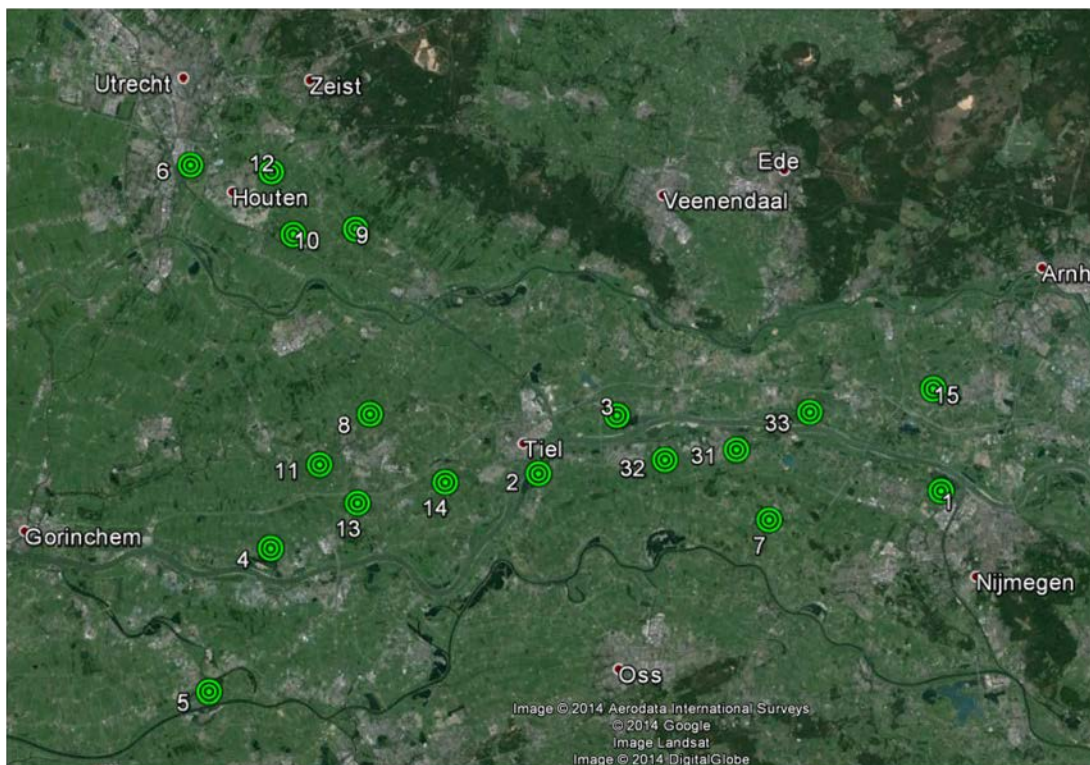 Utrecht
Zeist
Ede
6
12
Houten
Veenendaal
10
9
Arnh
15
33
3
8
Tiel
31
32
11
2
14
1
13
7
Gorinchem
4
Nijmegen
Oss
5
Image © 2014 Aerodata International Surveys
© 2014 Google
Image Landsat
Image © 2014 DigitalGlobe